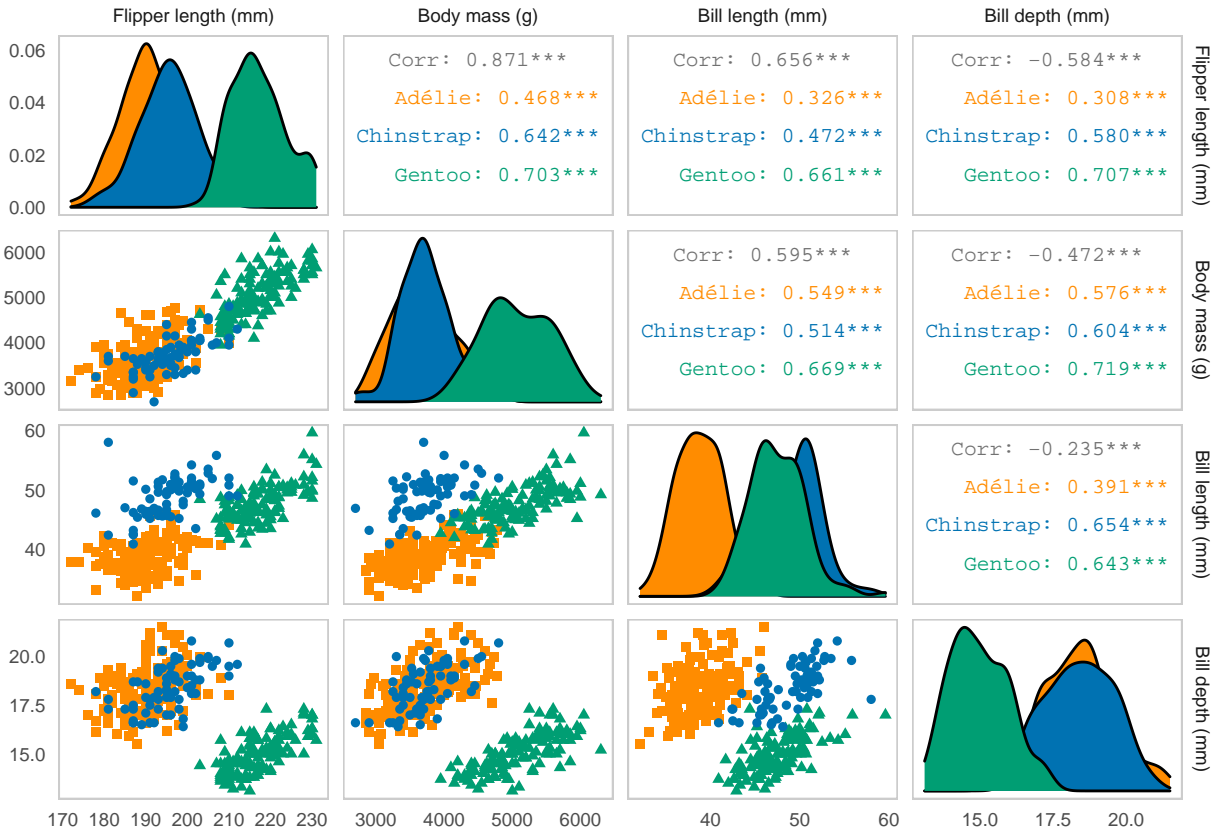 Flipper length (mm) Body mass (g) Bill length (mm) Bill depth (mm)
0.06
0.04
0.02
0.00
Corr: 0.871***
Adélie: 0.468***
Chinstrap: 0.642***
Gentoo: 0.703***
Corr: 0.656***
Adélie: 0.326***
Chinstrap: 0.472***
Gentoo: 0.661***
Corr: −0.584***
Adélie: 0.308***
Chinstrap: 0.580***
Gentoo: 0.707***
Flipper length (mm)
6000
5000
4000
3000
Corr: 0.595***
Adélie: 0.549***
Chinstrap: 0.514***
Gentoo: 0.669***
Corr: −0.472***
Adélie: 0.576***
Chinstrap: 0.604***
Gentoo: 0.719***
Body mass (g)
60
50
40
Corr: −0.235***
Adélie: 0.391***
Chinstrap: 0.654***
Gentoo: 0.643***
Bill length (mm)
20.0
17.5
15.0
Bill depth (mm)
170 190 200 210 220 230 3000 4000 5000 6000 40 50 60 15.0 17.5 20.0